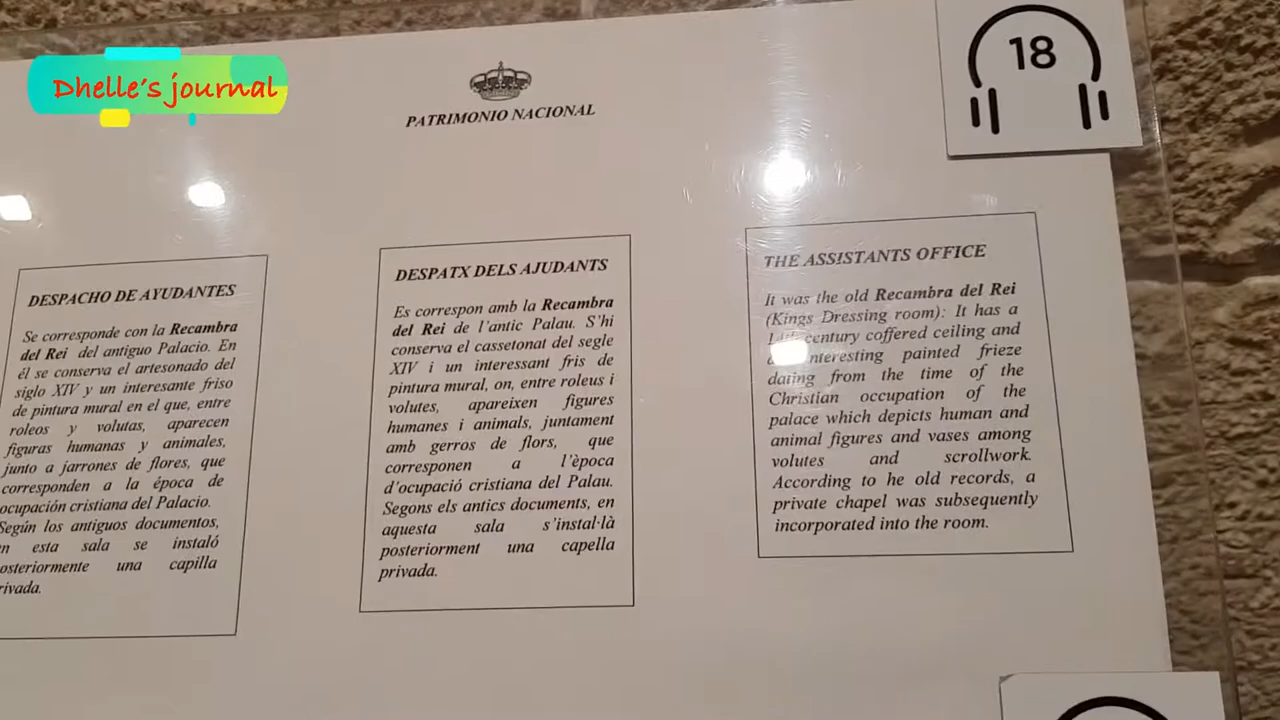 Dhelle's journal
18
PATRIMONIO NACIONAL
DESPACHO DE AYUDANTES
Se corresponde con la Recambra
del Rei del antiguo Palacio. En
él se conserva el artesonado del
siglo XIV y un interesante friso
de pintura mural en el que, entre
roleos y volutas, aparecen
figuras humanas y animales,
junto a jarrones de flores, que
corresponden a la época de
ocupación cristiana del Palacio.
Según los antiguos documentos,
en esta sala se instaló
una capilla
DESPATX DELS AJUDANTS
Es correspon amb la Recambra
del Rei de l'antic Palau. S'hi
conserva el cassetonat del segle
XIV i un interessant fris de
pintura mural, on, entre roleus i
volutes, apareixen figures
humanes i animals, juntament
amb gerros de flors, que
corresponen a l'època
d'ocupació cristiana del Palau.
Segons els antics documents, en
aquesta sala s'instal·là
posteriorment una capella
privada.
THE ASSISTANTS OFFICE
It was the old Recambra del Rei
(Kings Dressing room): It has a
century coffered ceiling and
interesting painted frieze
dating from the time of the
Christian occupation of the
palace which depicts human and
animal figures and vases among
volutes and scrollwork.
According to he old records, a
private chapel was subsequently
incorporated into the room.